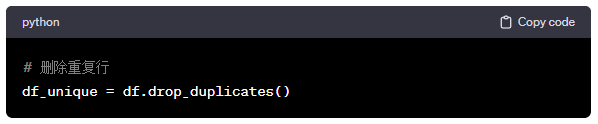 python
Copy code
# 删除重复行
df_unique = df.drop_duplicates()